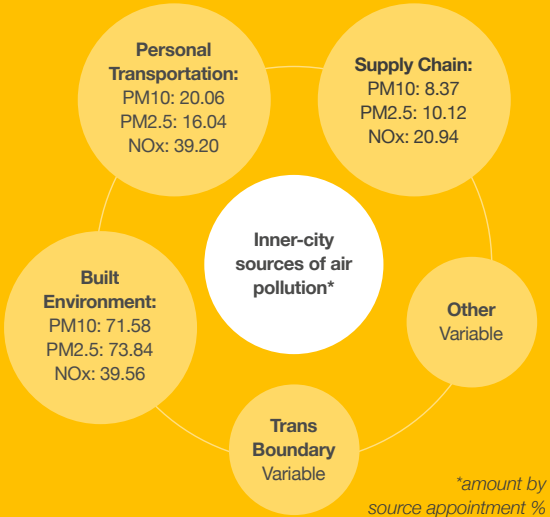 Personal
Transportation:
PM10: 20.06
PM2.5: 16.04
NOx: 39.20
Supply Chain:
PM10: 8.37
PM2.5: 10.12
NOx: 20.94
Inner-city
sources of air
pollution*
Built
Environment:
PM10: 71.58
PM2.5: 73.84
NOx: 39.56
Other
Variable
Trans
Boundary
Variable
*amount by
source appointment %